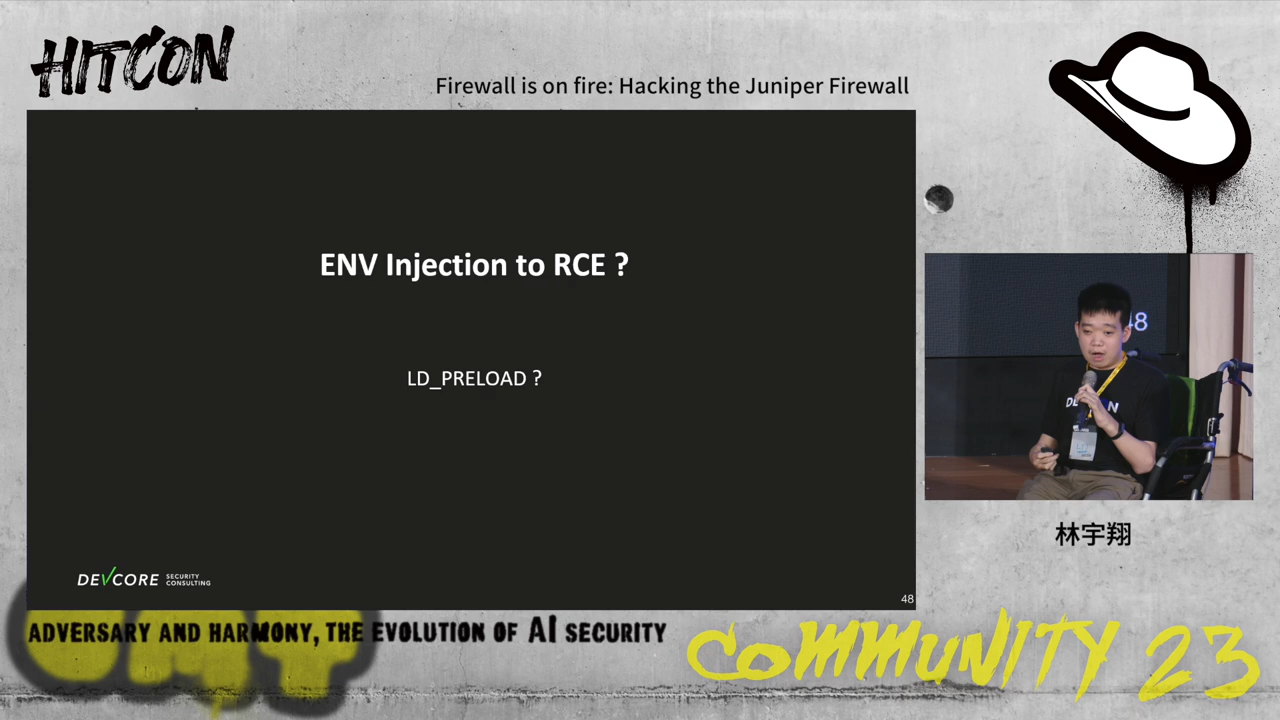 HITCON
Firewall is on fire: Hacking the Juniper Firewall
ENV Injection to RCE ?
LD_PRELOAD ?
DEVCORE SECURITY CONSULTING
48
48
林宇翔
ADVERSARY AND HARMONY, THE EVOLUTION OF AI SECURITY
COMMUNITY 23